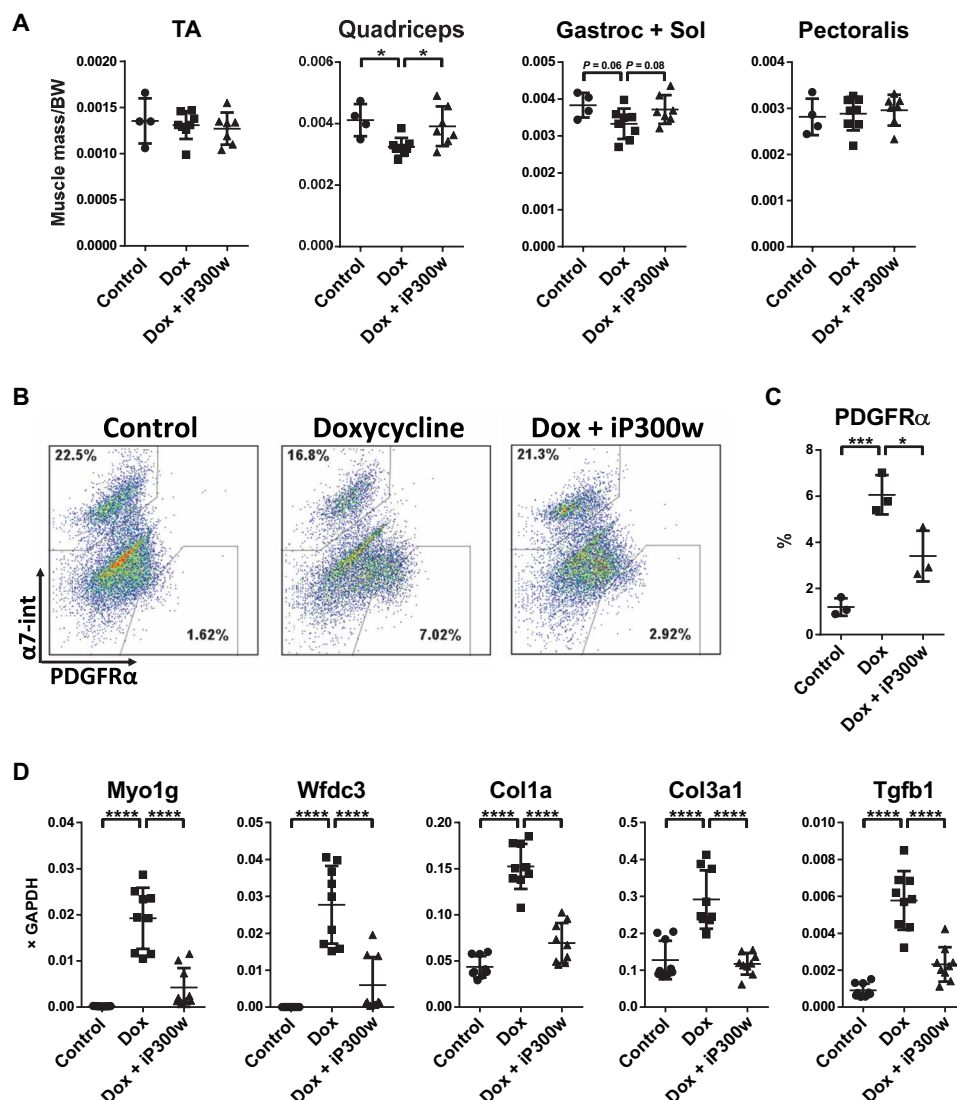 A
TA
Quadriceps
Gastroc + Sol
Pectoralis
Muscle mass/BW
0.0020
0.0015
0.0010
0.0005
0.0000
Control
Dox
Dox + iP300w
* *
0.006
0.004
0.002
0.000
Control
Dox
Dox + iP300w
P = 0.06 P = 0.08
0.005
0.004
0.003
0.002
0.001
0.000
Control
Dox
Dox + iP300w
0.004
0.003
0.002
0.001
0.000
Control
Dox
Dox + iP300w
B
Control
Doxycycline
Dox + iP300w
22.5%
1.62%
16.8%
7.02%
21.3%
2.92%
α7-int
PDGFRα
C
PDGFRα
*** *
%
8
6
4
2
0
Control
Dox
Dox + iP300w
D
Myo1g
Wfdc3
Col1a
Col3a1
Tgfb1
× GAPDH
**** ****
0.04
0.03
0.02
0.01
0.00
Control
Dox
Dox + iP300w
**** ****
0.05
0.04
0.03
0.02
0.01
0.00
Control
Dox
Dox + iP300w
**** ****
0.20
0.15
0.10
0.05
0.00
Control
Dox
Dox + iP300w
**** ****
0.5
0.4
0.3
0.2
0.1
0.0
Control
Dox
Dox + iP300w
**** ****
0.010
0.008
0.006
0.004
0.002
0.000
Control
Dox
Dox + iP300w